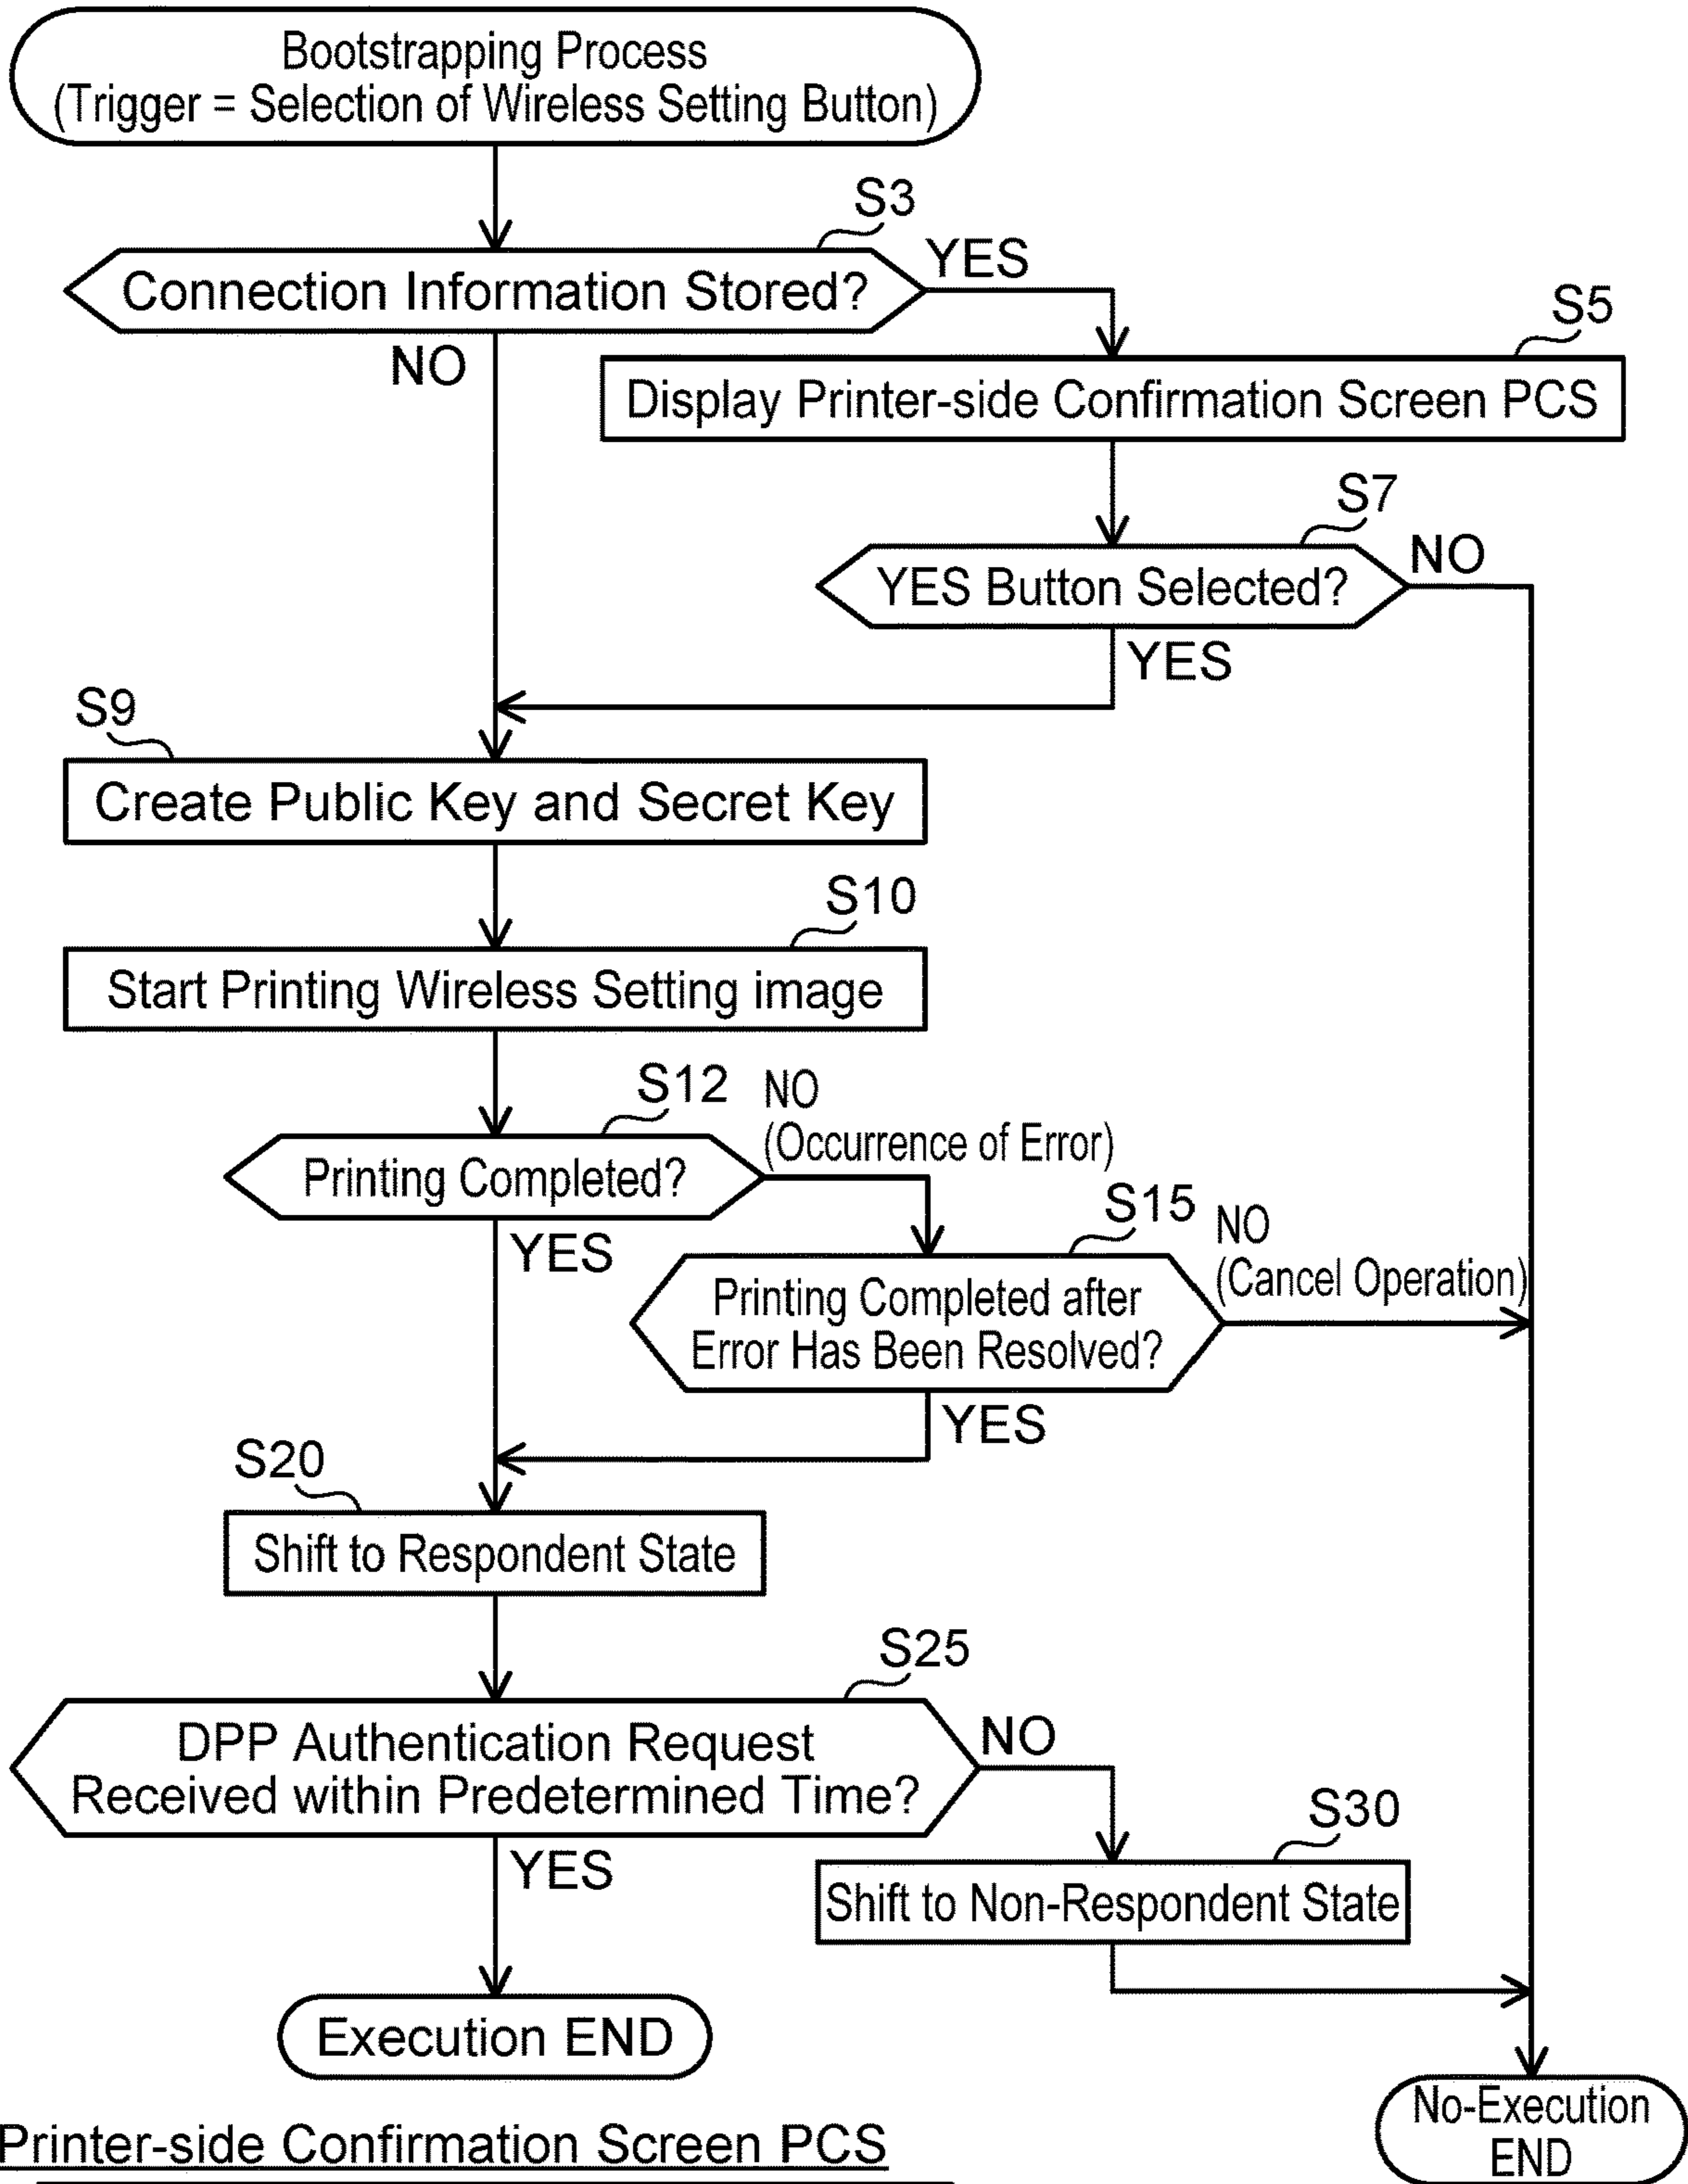 Bootstrapping Process
(Trigger = Selection of Wireless Setting Button)
S3
Connection Information Stored?
YES
NO
S5
Display Printer-side Confirmation Screen PCS
S7
YES Button Selected?
NO
YES
S9
Create Public Key and Secret Key
S10
Start Printing Wireless Setting image
S12
Printing Completed?
NO
(Occurrence of Error)
YES
S15
Printing Completed after
Error Has Been Resolved?
NO
(Cancel Operation)
YES
S20
Shift to Respondent State
S25
DPP Authentication Request
Received within Predetermined Time?
NO
YES
S30
Shift to Non-Respondent State
Execution END
No-Execution
END
Printer-side Confirmation Screen PCS